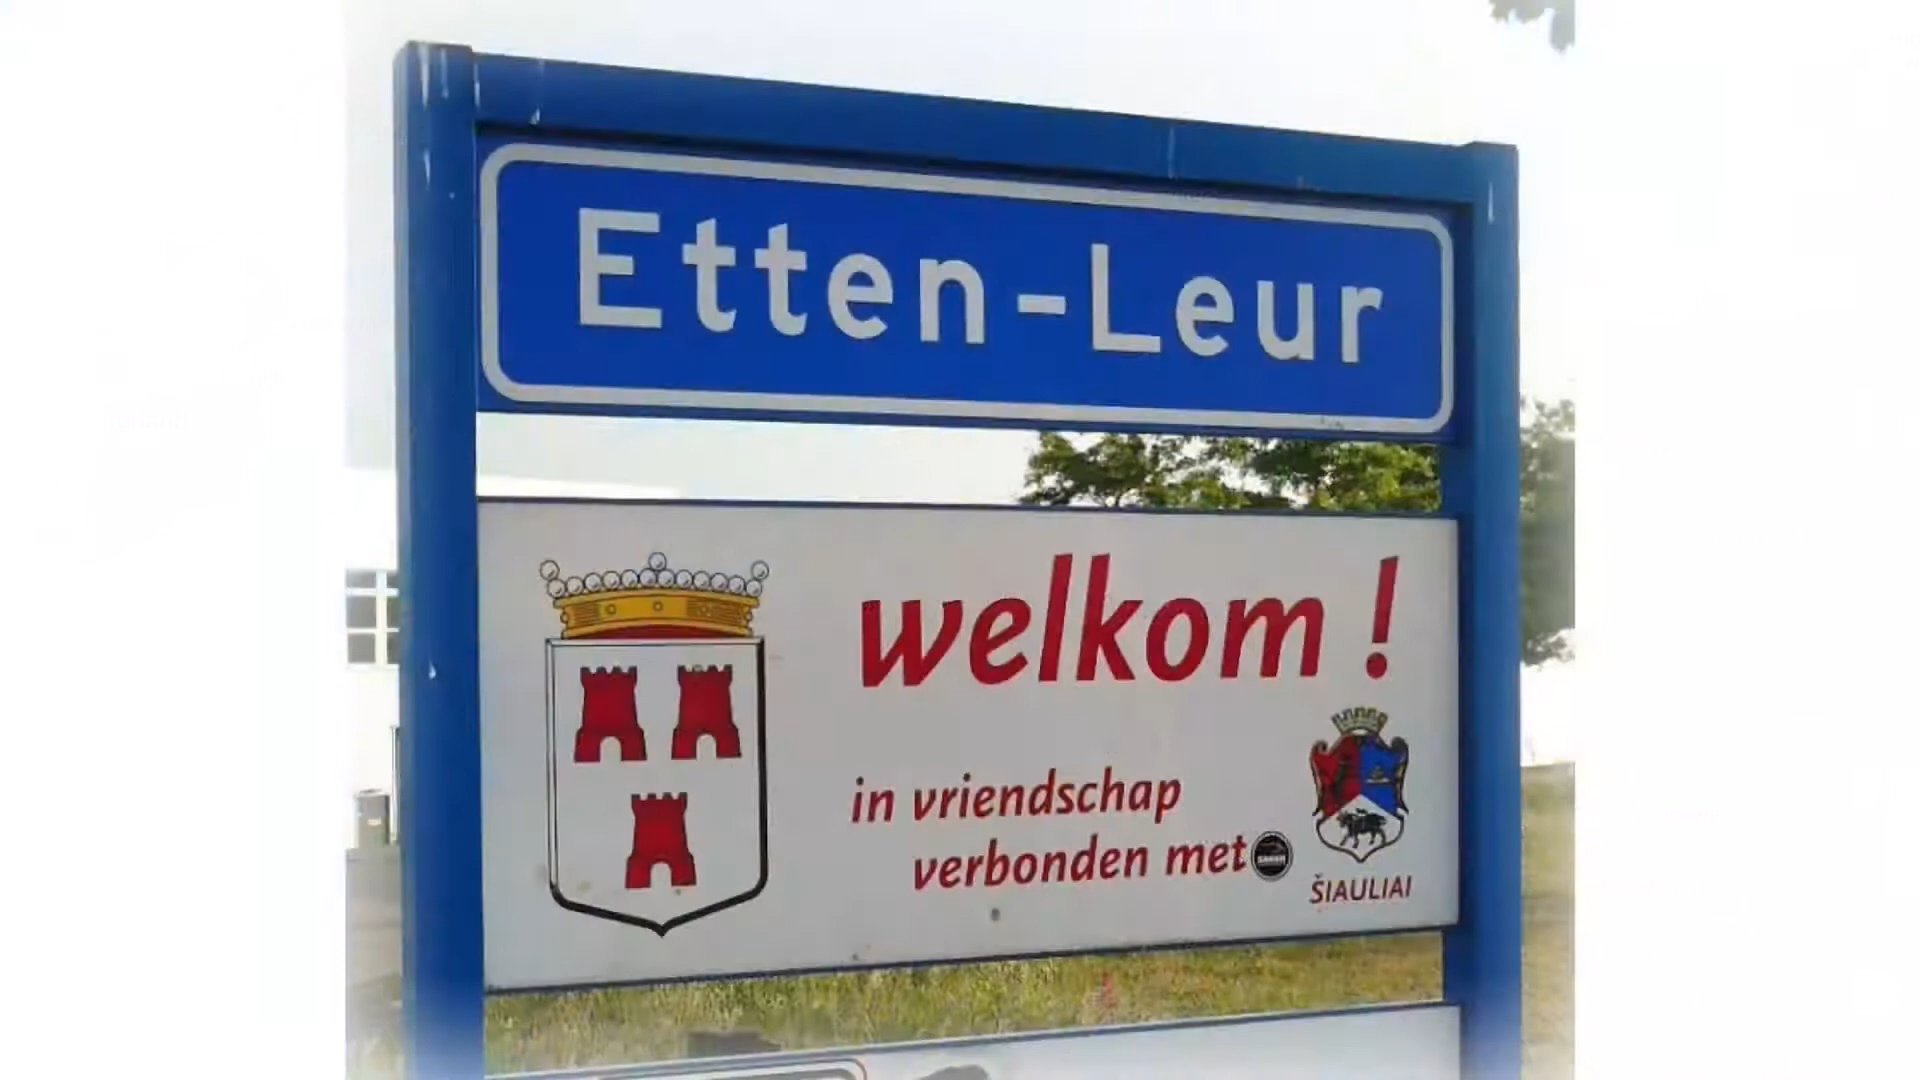 Etten-Leur
welkom !
in vriendschap
verbonden met
ŠIAULIAI